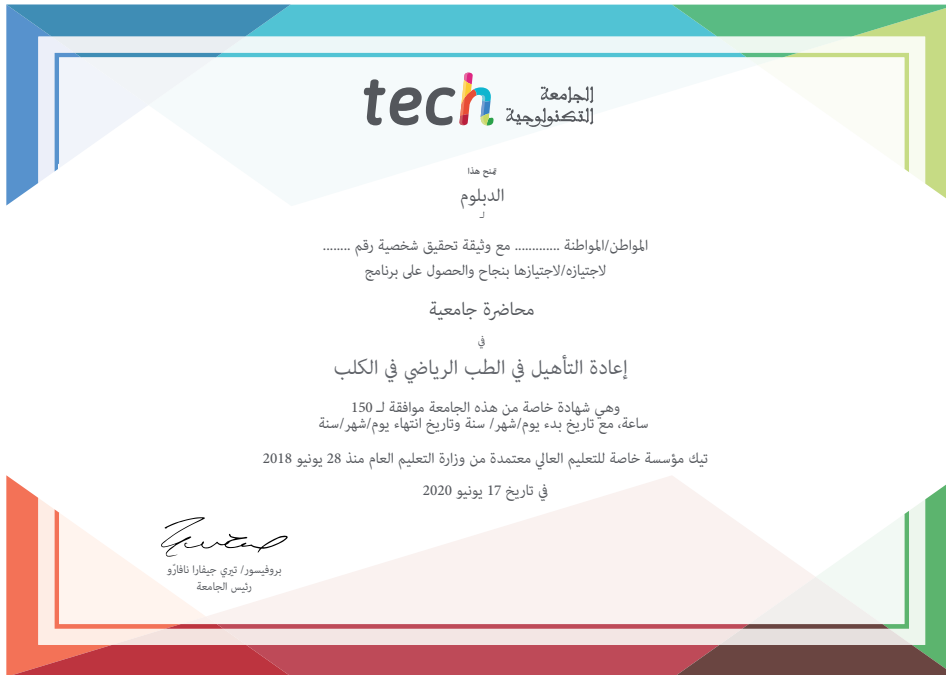 tech الجامعة
التكنولوجية
يمنح هذا
الدبلوم
لـ
المواطن/المواطنة ............ مع وثيقة تحقيق شخصية رقم ........
لاجتيازه/لاجتيازها بنجاح والحصول على برنامج
محاضرة جامعية
في
إعادة التأهيل في الطب الرياضي في الكلب
وهي شهادة خاصة من هذه الجامعة موافقة لـ 150
ساعة، مع تاريخ بدء يوم/شهر/ سنة وتاريخ انتهاء يوم/شهر/سنة
تيك مؤسسة خاصة للتعليم العالي معتمدة من وزارة التعليم العام منذ 28 يونيو 2018
في تاريخ 17 يونيو 2020
بروفيسور/ تيري جيفارا نافارّو
رئيس الجامعة